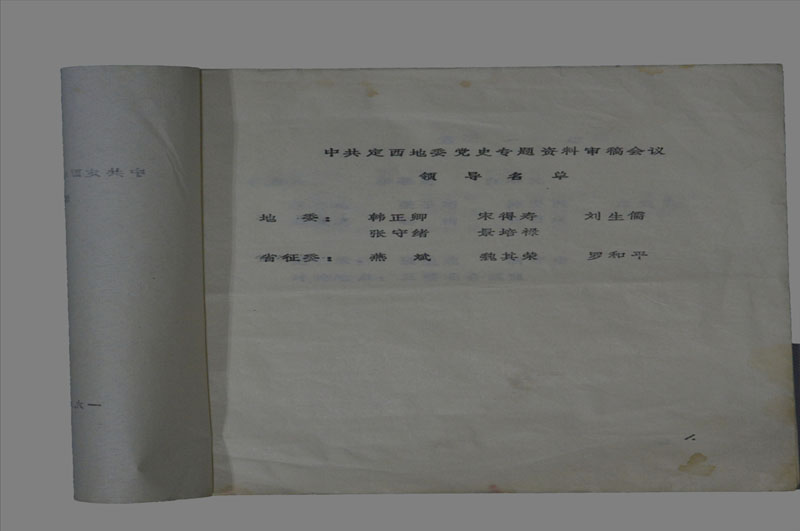 中共定西地委党史专题资料审稿会议
领导名单
地 委：韩正卿 宋得寿 刘生儒
张守绪 景培禄
省征委：燕 斌 魏其荣 罗和平
1.